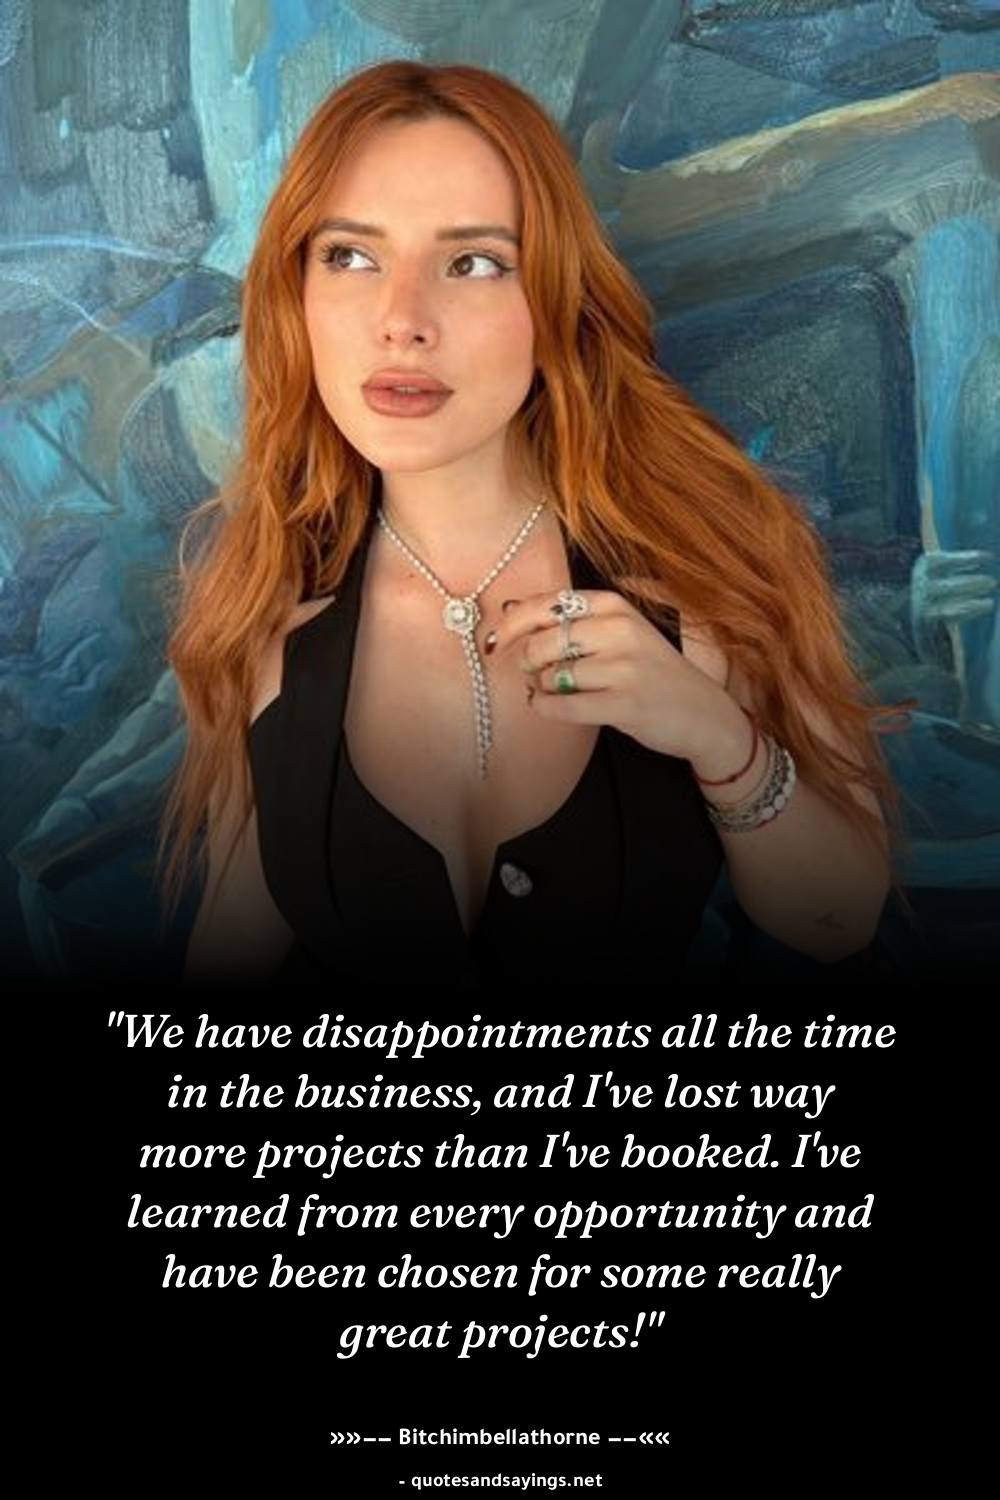 "We have disappointments all the time
in the business, and I've lost way
more projects than I've booked. I've
learned from every opportunity and
have been chosen for some really
great projects!"
»»–– Bitchimbellathorne ––««
- quotesandsayings.net